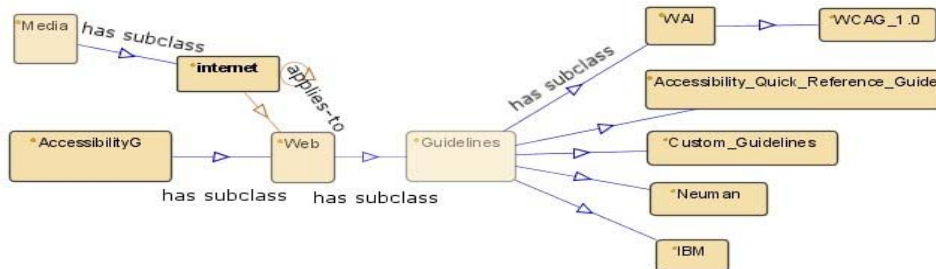 *Media
has subclass
*internet
applies-to
*AccessibilityG
has subclass
*Web
has subclass
*Guidelines
has subclass
*WAI
*WCAG_1.0
*Accessibility_Quick_Reference_Guide
*Custom_Guidelines
*Neuman
*IBM